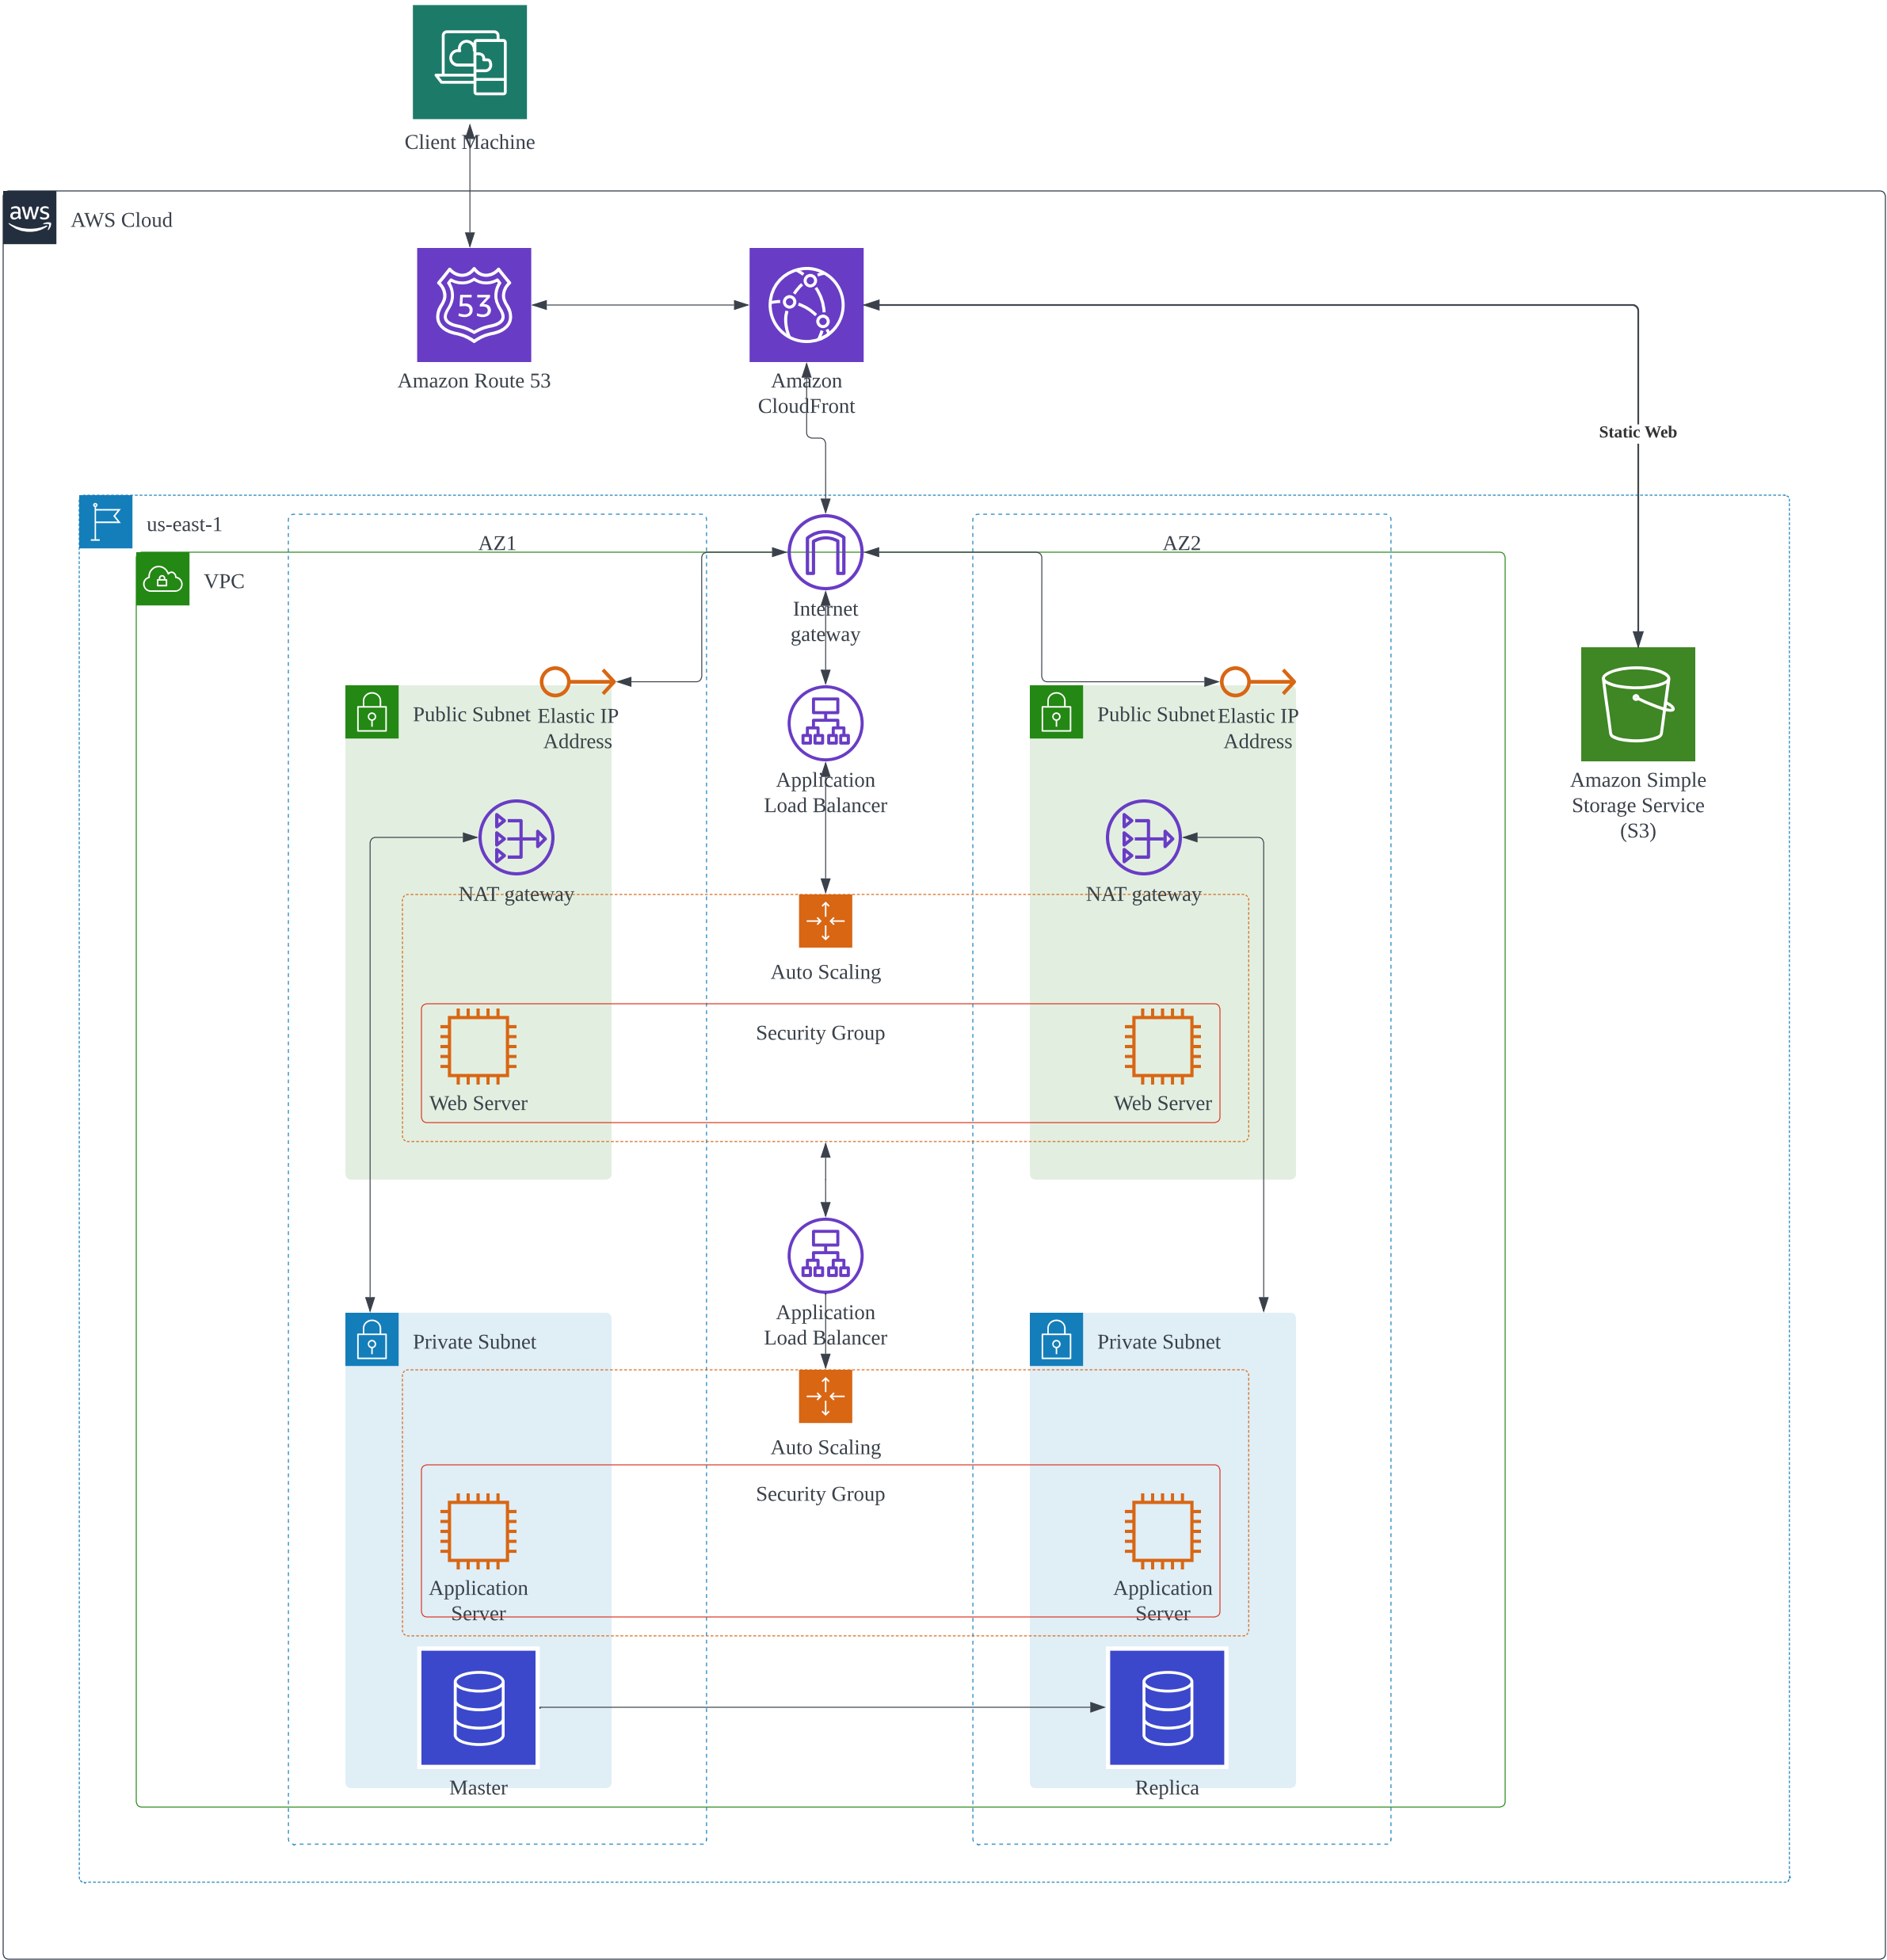 Client Machine
aws
AWS Cloud
53
Amazon Route 53
Amazon
CloudFront
Static Web
us-east-1
AZ1
AZ2
VPC
Internet
gateway
Public Subnet
Elastic IP
Address
Public Subnet
Elastic IP
Address
Application
Load Balancer
Amazon Simple
Storage Service
(S3)
NAT gateway
NAT gateway
Auto Scaling
Security Group
Web Server
Web Server
Application
Load Balancer
Private Subnet
Private Subnet
Auto Scaling
Security Group
Application
Server
Application
Server
Master
Replica